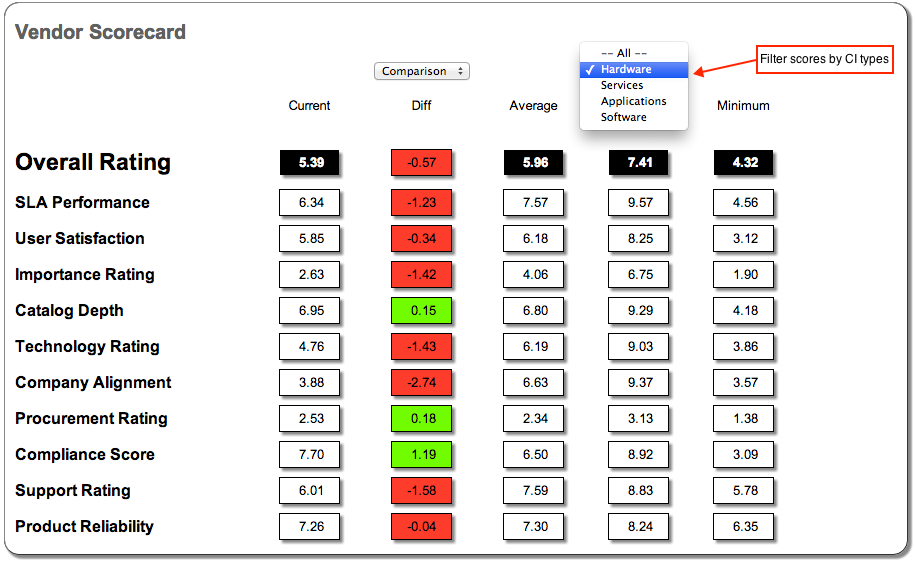 Vendor Scorecard
-- All --
Comparison ✓ Hardware Filter scores by CI types
Services
Current Diff Average Applications Minimum
Software
Overall Rating 5.39 -0.57 5.96 7.41 4.32
SLA Performance 6.34 -1.23 7.57 9.57 4.56
User Satisfaction 5.85 -0.34 6.18 8.25 3.12
Importance Rating 2.63 -1.42 4.06 6.75 1.90
Catalog Depth 6.95 0.15 6.80 9.29 4.18
Technology Rating 4.76 -1.43 6.19 9.03 3.86
Company Alignment 3.88 -2.74 6.63 9.37 3.57
Procurement Rating 2.53 0.18 2.34 3.13 1.38
Compliance Score 7.70 1.19 6.50 8.92 3.09
Support Rating 6.01 -1.58 7.59 8.83 5.78
Product Reliability 7.26 -0.04 7.30 8.24 6.35